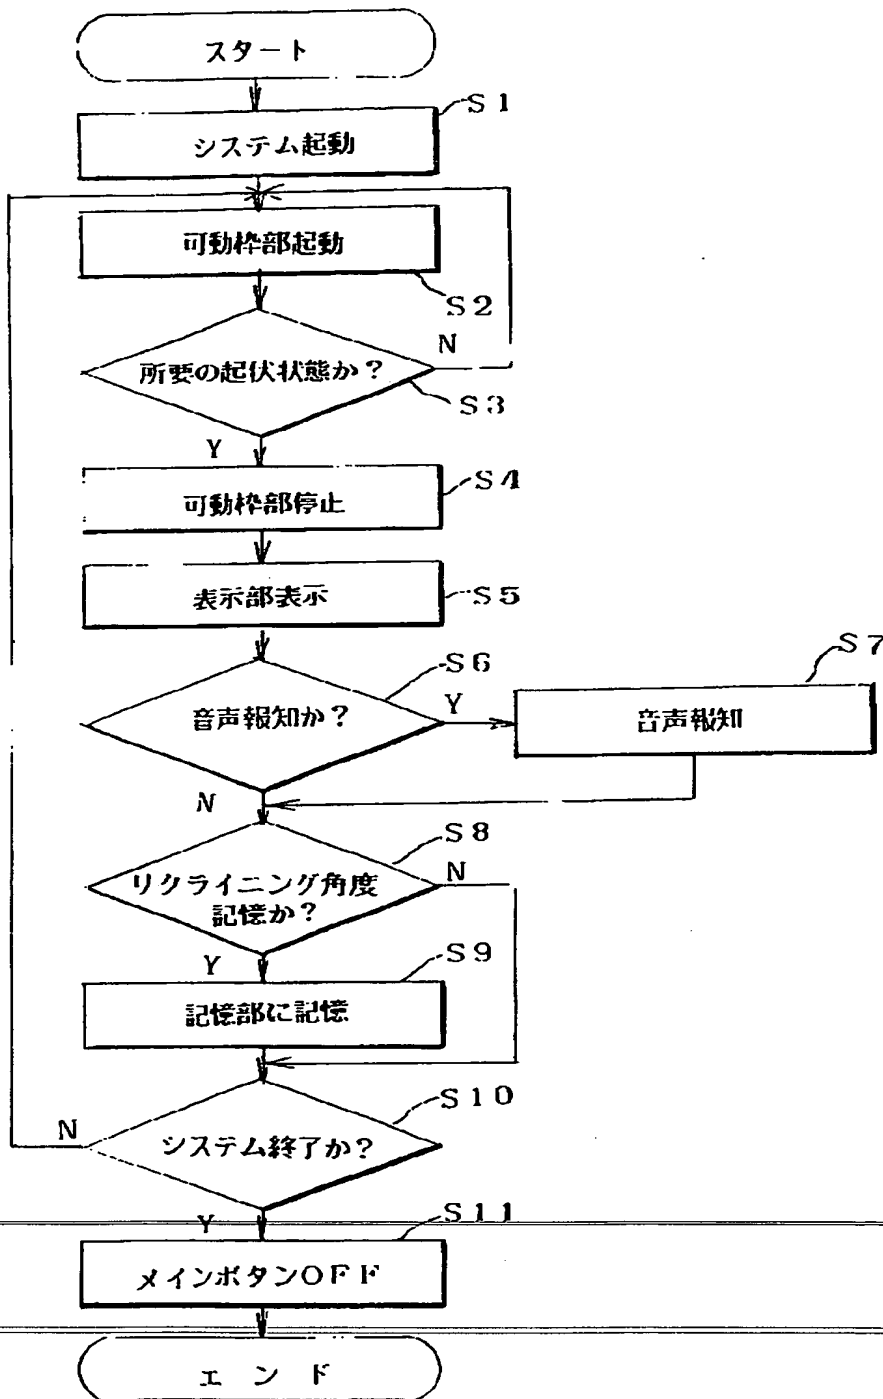 スタート
S1
システム起動
可動枠部起動
S2
N
所要の起伏状態か？
S3
Y
S4
可動枠部停止
表示部表示
S5
S6
S7
音声報知か？
Y
音声報知
N
S8
リクライニング角度
記憶か？
N
Y
S9
記憶部に記憶
S10
N
システム終了か？
Y
S11
メインボタンOFF
エンド